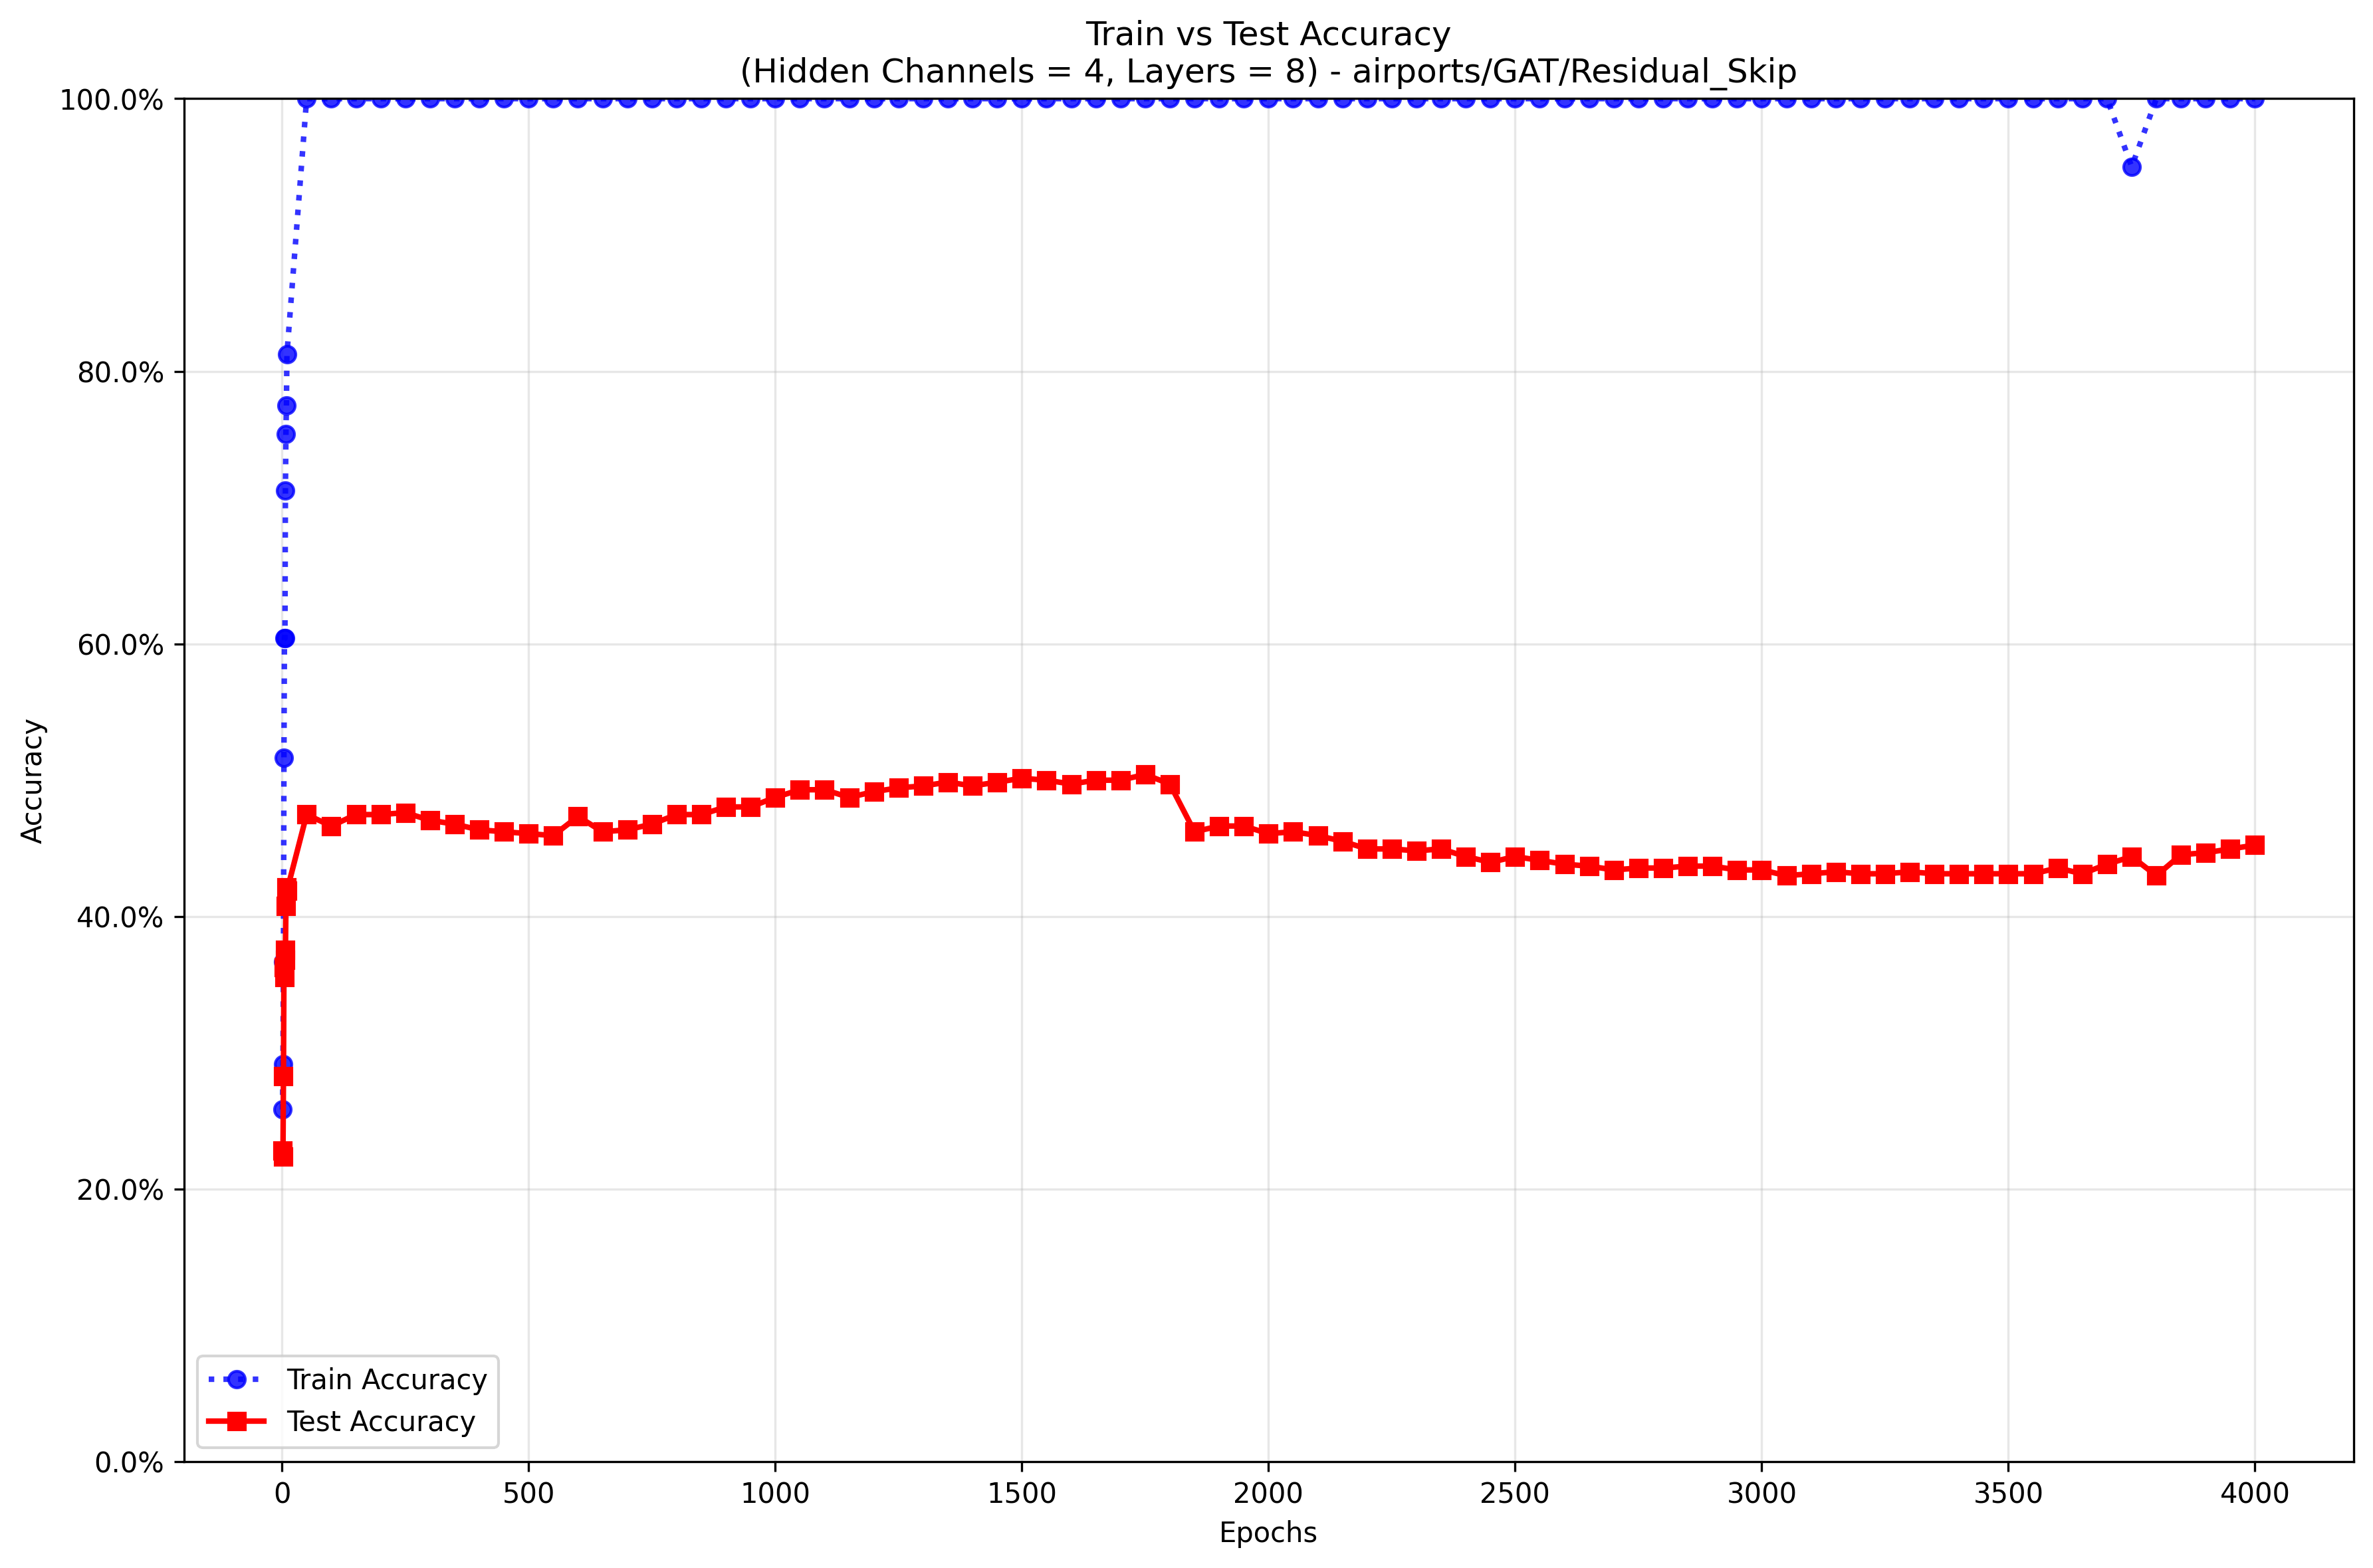 Train vs Test Accuracy
(Hidden Channels = 4, Layers = 8) - airports/GAT/Residual_Skip
100.0%
80.0%
60.0%
40.0%
20.0%
0.0%
Accuracy
Train Accuracy
Test Accuracy
0
500
1000
1500
2000
2500
3000
3500
4000
Epochs